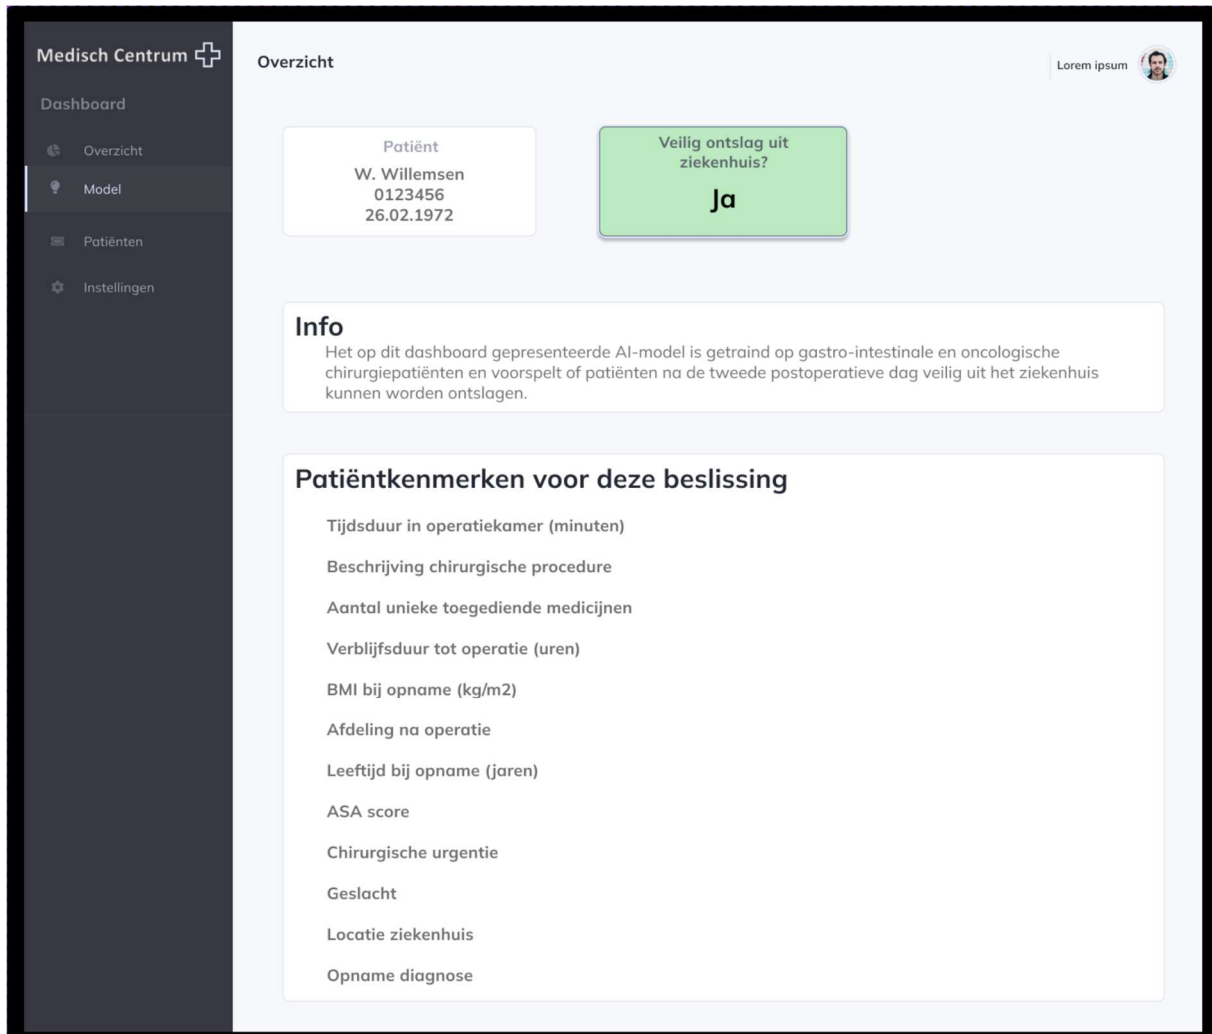 Medisch Centrum
Dashboard
Overzicht
Model
Patiënten
Instellingen
Overzicht
Lorem ipsum
Patiënt
W. Willemsen
0123456
26.02.1972
Veilig ontslag uit
ziekenhuis?
Ja
Info
Het op dit dashboard gepresenteerde AI-model is getraind op gastro-intestinale en oncologische
chirurgiepatiënten en voorspelt of patiënten na de tweede postoperatieve dag veilig uit het ziekenhuis
kunnen worden ontslagen.
Patiëntkenmerken voor deze beslissing
Tijdsduur in operatiekamer (minuten)
Beschrijving chirurgische procedure
Aantal unieke toegediende medicijnen
Verblijfsduur tot operatie (uren)
BMI bij opname (kg/m2)
Afdeling na operatie
Leeftijd bij opname (jaren)
ASA score
Chirurgische urgentie
Geslacht
Locatie ziekenhuis
Opname diagnose